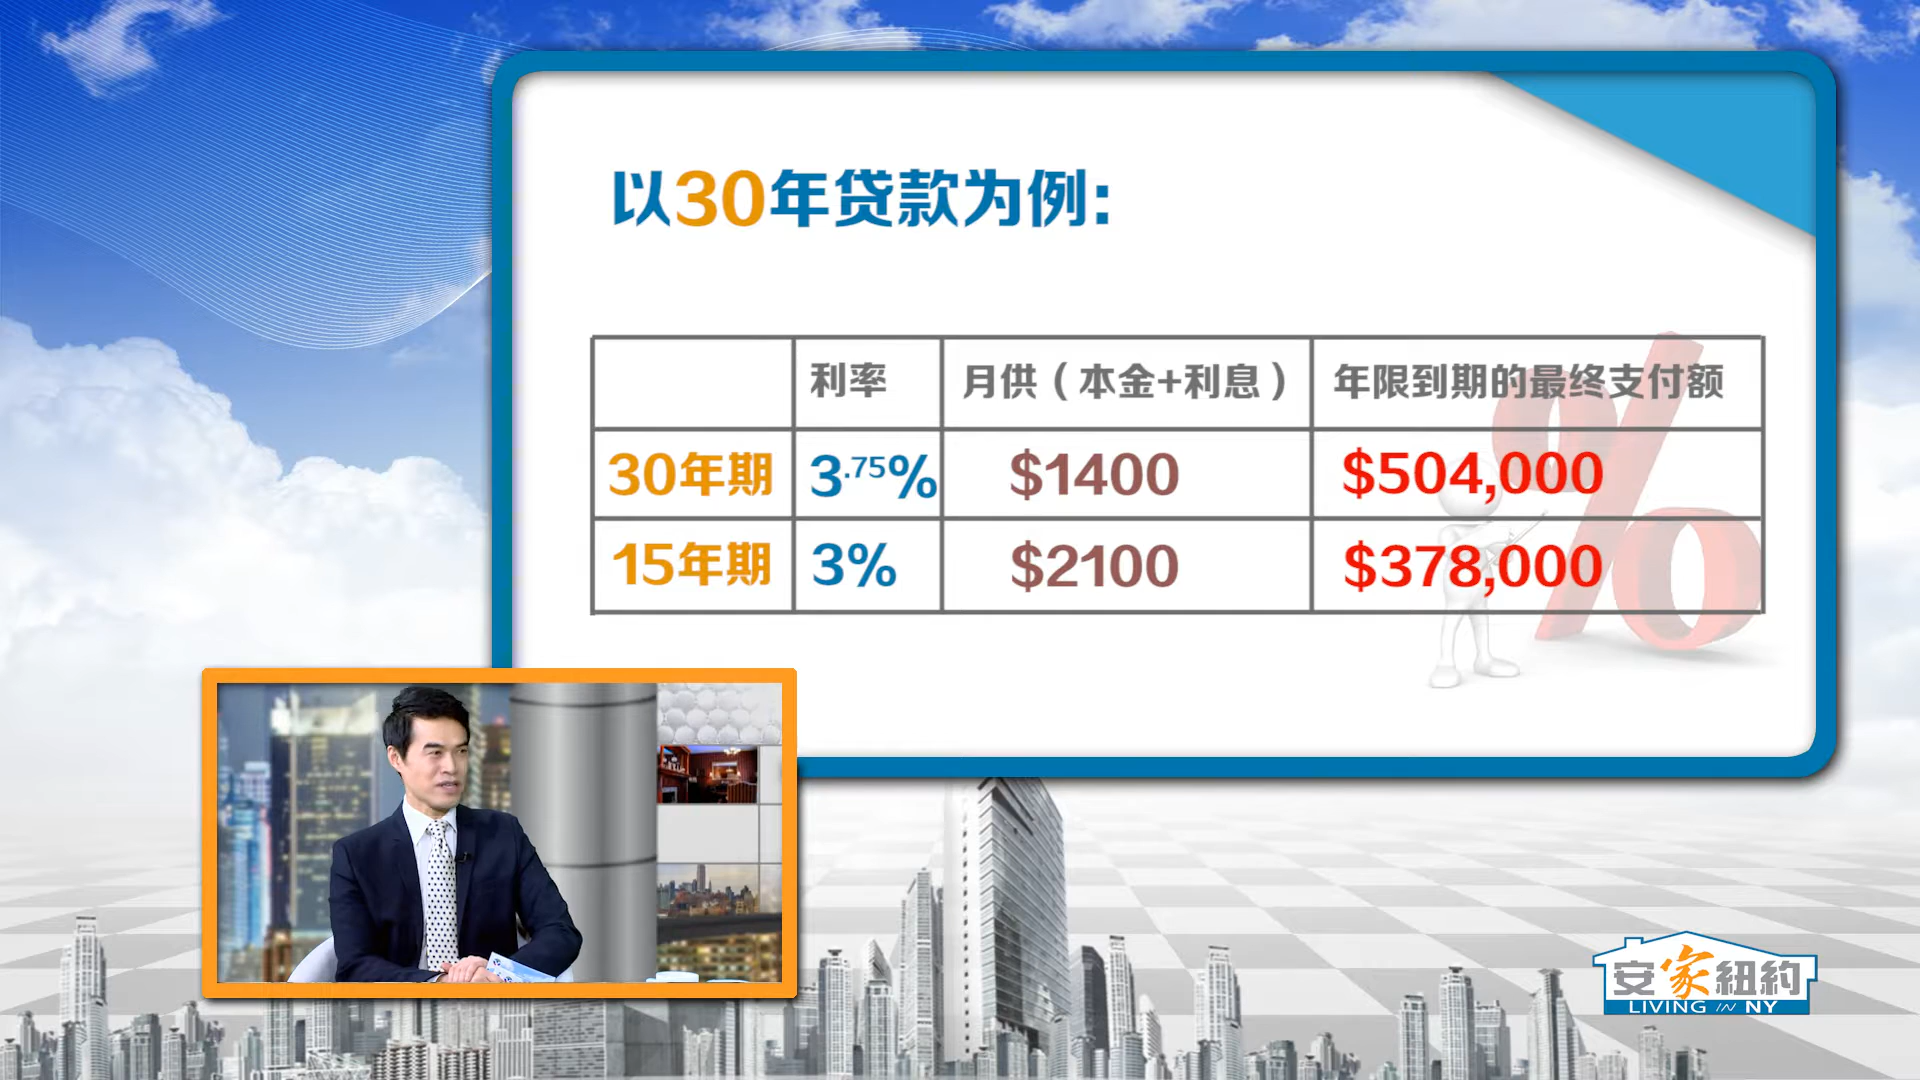 以30年贷款为例:
利率 月供（本金+利息） 年限到期的最终支付额
30年期 3.75% $1400 $504,000
15年期 3% $2100 $378,000
安家紐約
LIVING IN NY